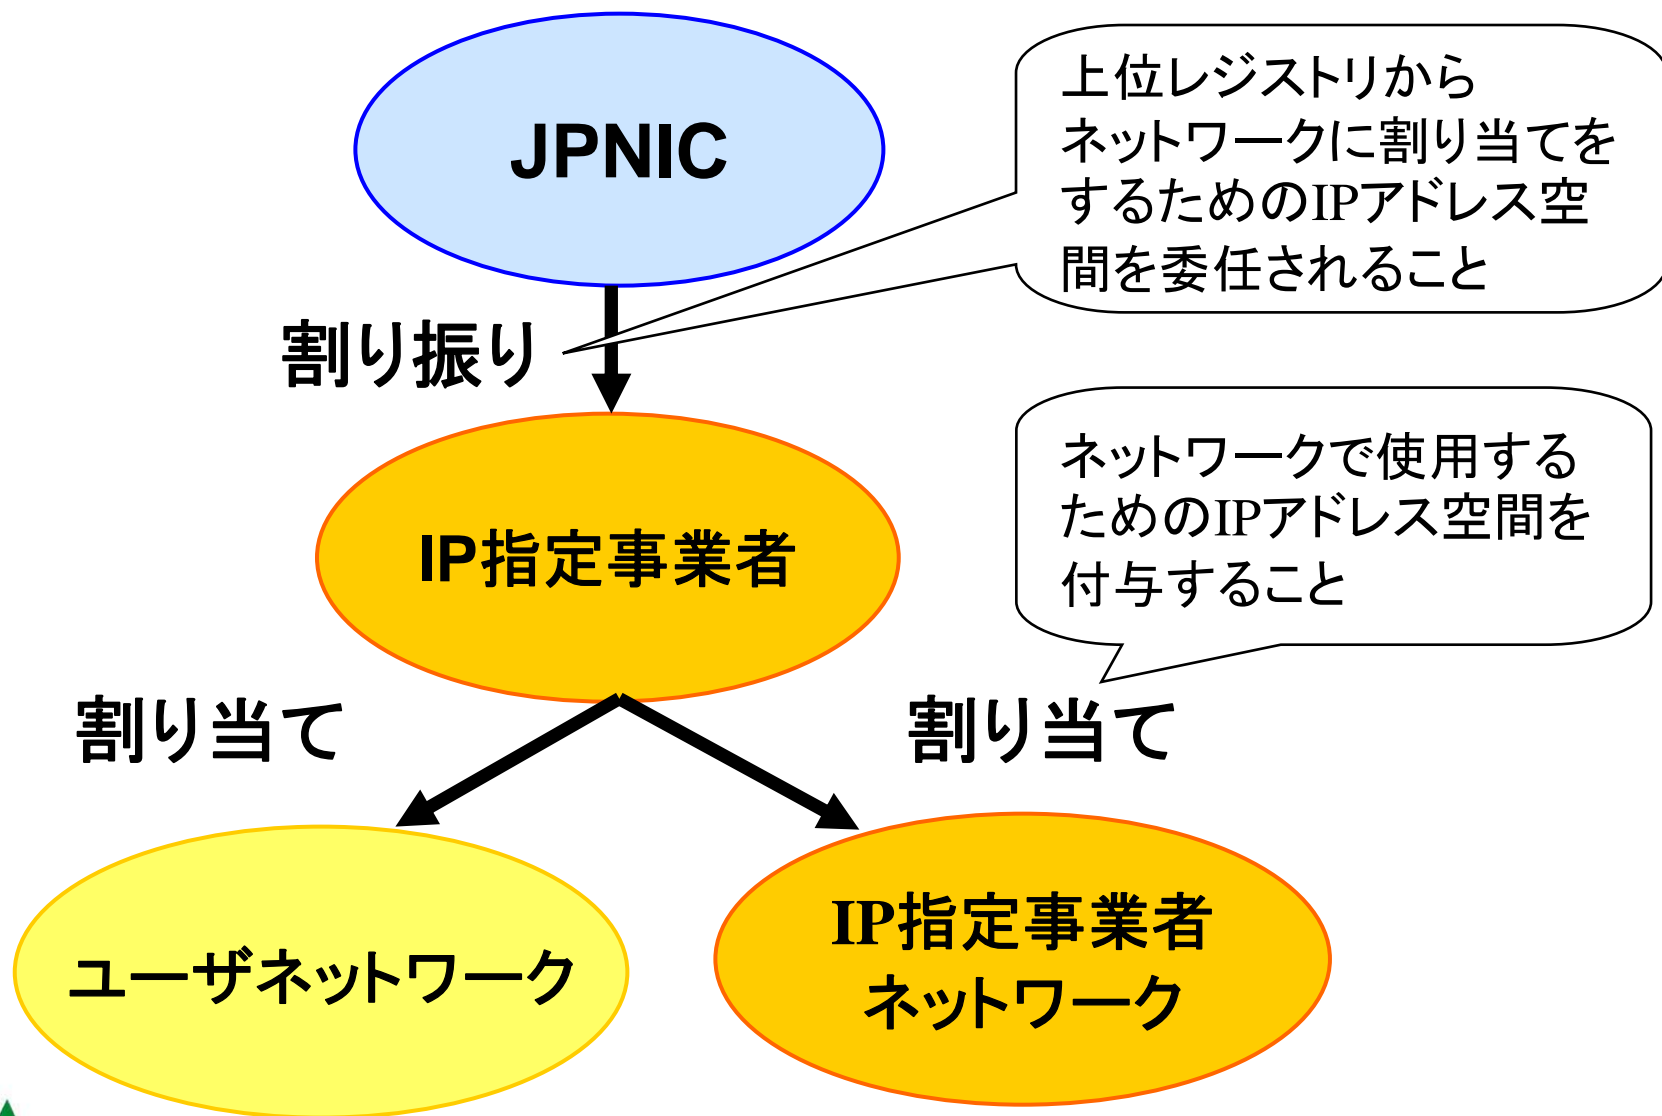 JPNIC
上位レジストリから
ネットワークに割り当てを
するためのIPアドレス空
間を委任されること
割り振り
IP指定事業者
ネットワークで使用する
ためのIPアドレス空間を
付与すること
割り当て
割り当て
ユーザネットワーク
IP指定事業者
ネットワーク